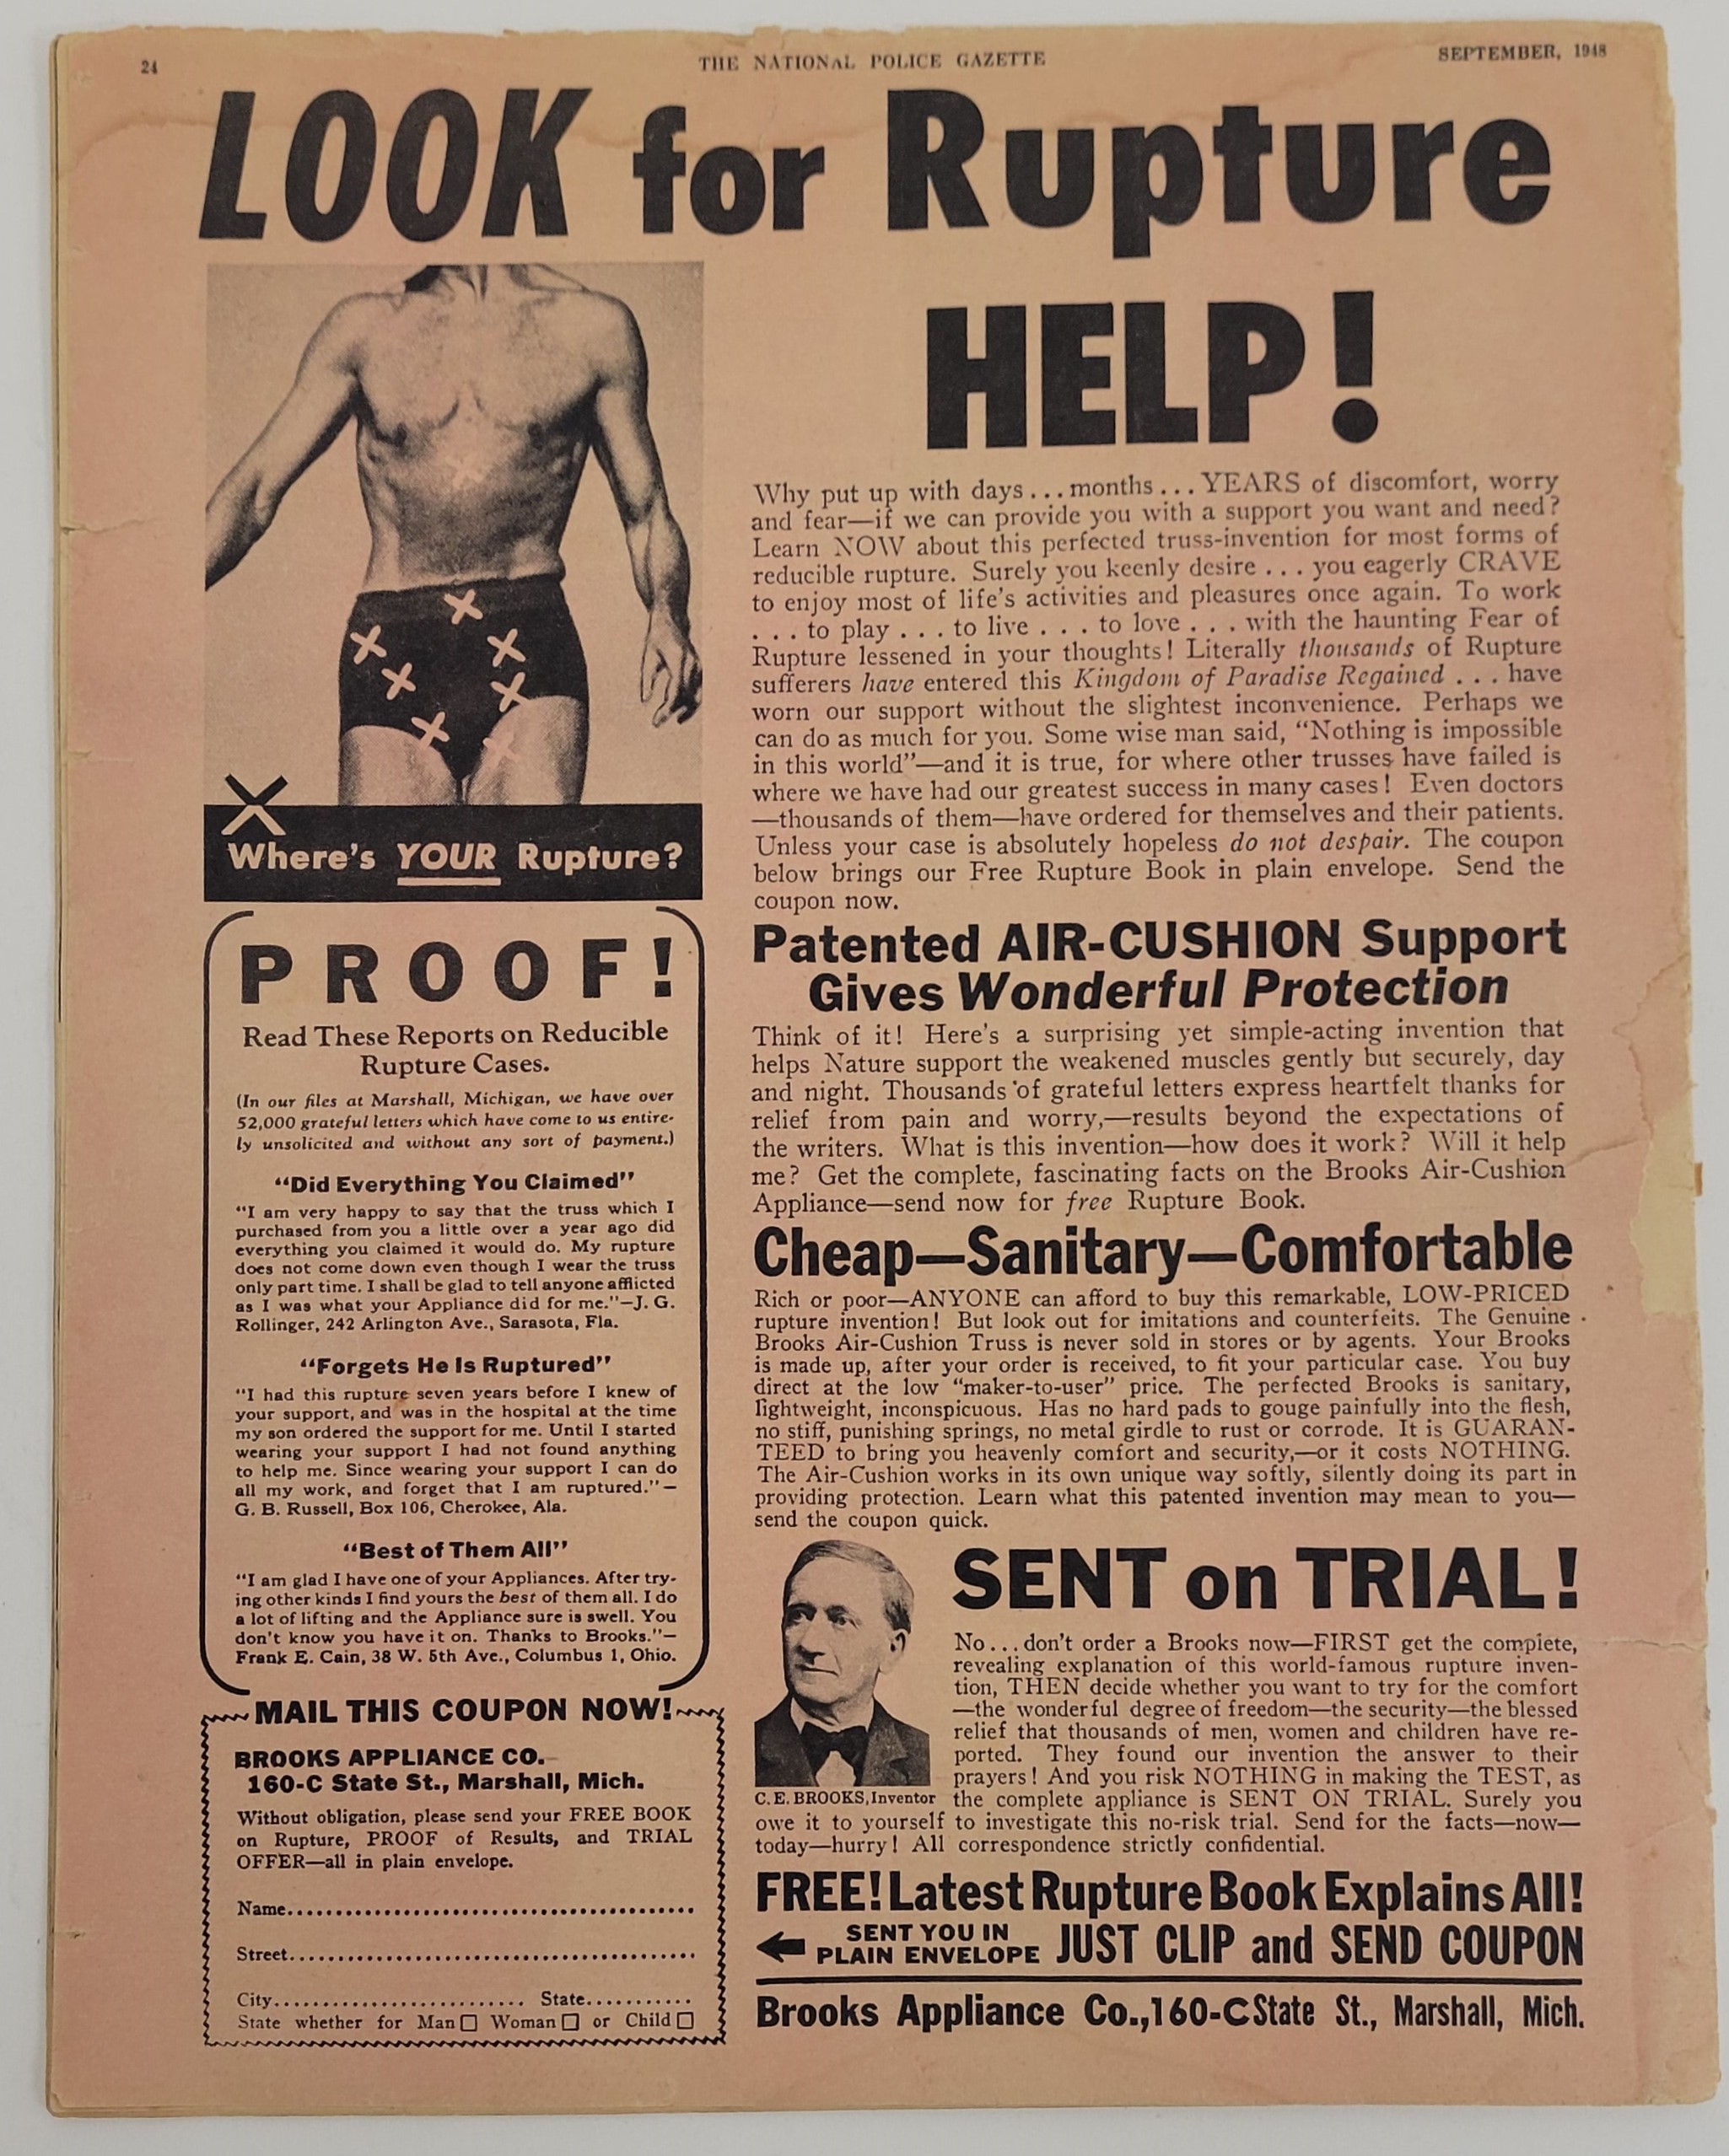 24
THE NATIONAL POLICE GAZETTE
SEPTEMBER, 1948
LOOK for Rupture
HELP!
Where's YOUR Rupture?
PROOF!
Read These Reports on Reducible
Rupture Cases.
(In our files at Marshall, Michigan, we have over
52,000 grateful letters which have come to us entire-
ly unsolicited and without any sort of payment.)
"Did Everything You Claimed"
"I am very happy to say that the truss which I
purchased from you a little over a year ago did
everything you claimed it would do. My rupture
does not come down even though I wear the truss
only part time. I shall be glad to tell anyone afflicted
as I was what your Appliance did for me."—J. G.
Rollinger, 242 Arlington Ave., Sarasota, Fla.
"Forgets He Is Ruptured"
"I had this rupture seven years before I knew of
your support, and was in the hospital at the time
my son ordered the support for me. Until I started
wearing your support I had not found anything
to help me. Since wearing your support I can do
all my work, and forget that I am ruptured."—
G. B. Russell, Box 106, Cherokee, Ala.
"Best of Them All"
"I am glad I have one of your Appliances. After try-
ing other kinds I find yours the best of them all. I do
a lot of lifting and the Appliance sure is swell. You
don't know you have it on. Thanks to Brooks."—
Frank E. Cain, 38 W. 5th Ave., Columbus 1, Ohio.
MAIL THIS COUPON NOW!
BROOKS APPLIANCE CO.
160-C State St., Marshall, Mich.
Without obligation, please send your FREE BOOK
on Rupture, PROOF of Results, and TRIAL
OFFER—all in plain envelope.
Name
Street
City State
State whether for Man □ Woman □ or Child □
Why put up with days...months...YEARS of discomfort, worry
and fear—if we can provide you with a support you want and need?
Learn NOW about this perfected truss-invention for most forms of
reducible rupture. Surely you keenly desire ... you eagerly CRAVE
to enjoy most of life's activities and pleasures once again. To work
... to play ... to live ... to love ... with the haunting Fear of
Rupture lessened in your thoughts! Literally thousands of Rupture
sufferers have entered this Kingdom of Paradise Regained ... have
worn our support without the slightest inconvenience. Perhaps we
can do as much for you. Some wise man said, "Nothing is impossible
in this world"—and it is true, for where other trusses have failed is
where we have had our greatest success in many cases! Even doctors
—thousands of them—have ordered for themselves and their patients.
Unless your case is absolutely hopeless do not despair. The coupon
below brings our Free Rupture Book in plain envelope. Send the
coupon now.
Patented AIR-CUSHION Support
Gives Wonderful Protection
Think of it! Here's a surprising yet simple-acting invention that
helps Nature support the weakened muscles gently but securely, day
and night. Thousands of grateful letters express heartfelt thanks for
relief from pain and worry,—results beyond the expectations of
the writers. What is this invention—how does it work? Will it help
me? Get the complete, fascinating facts on the Brooks Air-Cushion
Appliance—send now for free Rupture Book.
Cheap—Sanitary—Comfortable
Rich or poor—ANYONE can afford to buy this remarkable, LOW-PRICED
rupture invention! But look out for imitations and counterfeits. The Genuine
Brooks Air-Cushion Truss is never sold in stores or by agents. Your Brooks
is made up, after your order is received, to fit your particular case. You buy
direct at the low "maker-to-user" price. The perfected Brooks is sanitary,
lightweight, inconspicuous. Has no hard pads to gouge painfully into the flesh,
no stiff, punishing springs, no metal girdle to rust or corrode. It is GUARAN-
TEED to bring you heavenly comfort and security,—or it costs NOTHING.
The Air-Cushion works in its own unique way softly, silently doing its part in
providing protection. Learn what this patented invention may mean to you—
send the coupon quick.
C. E. BROOKS, Inventor
SENT on TRIAL!
No...don't order a Brooks now—FIRST get the complete,
revealing explanation of this world-famous rupture inven-
tion, THEN decide whether you want to try for the comfort
—the wonderful degree of freedom—the security—the blessed
relief that thousands of men, women and children have re-
ported. They found our invention the answer to their
prayers! And you risk NOTHING in making the TEST, as
the complete appliance is SENT ON TRIAL. Surely you
owe it to yourself to investigate this no-risk trial. Send for the facts—now—
today—hurry! All correspondence strictly confidential.
FREE! Latest Rupture Book Explains All!
SENT YOU IN
PLAIN ENVELOPE
JUST CLIP and SEND COUPON
Brooks Appliance Co., 160-C State St., Marshall, Mich.